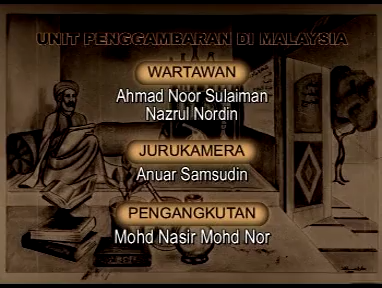 UNIT PENGGAMBARAN DI MALAYSIA
WARTAWAN
Ahmad Noor Sulaiman
Nazrul Nordin
JURUKAMERA
Anuar Samsudin
PENGANGKUTAN
Mohd Nasir Mohd Nor